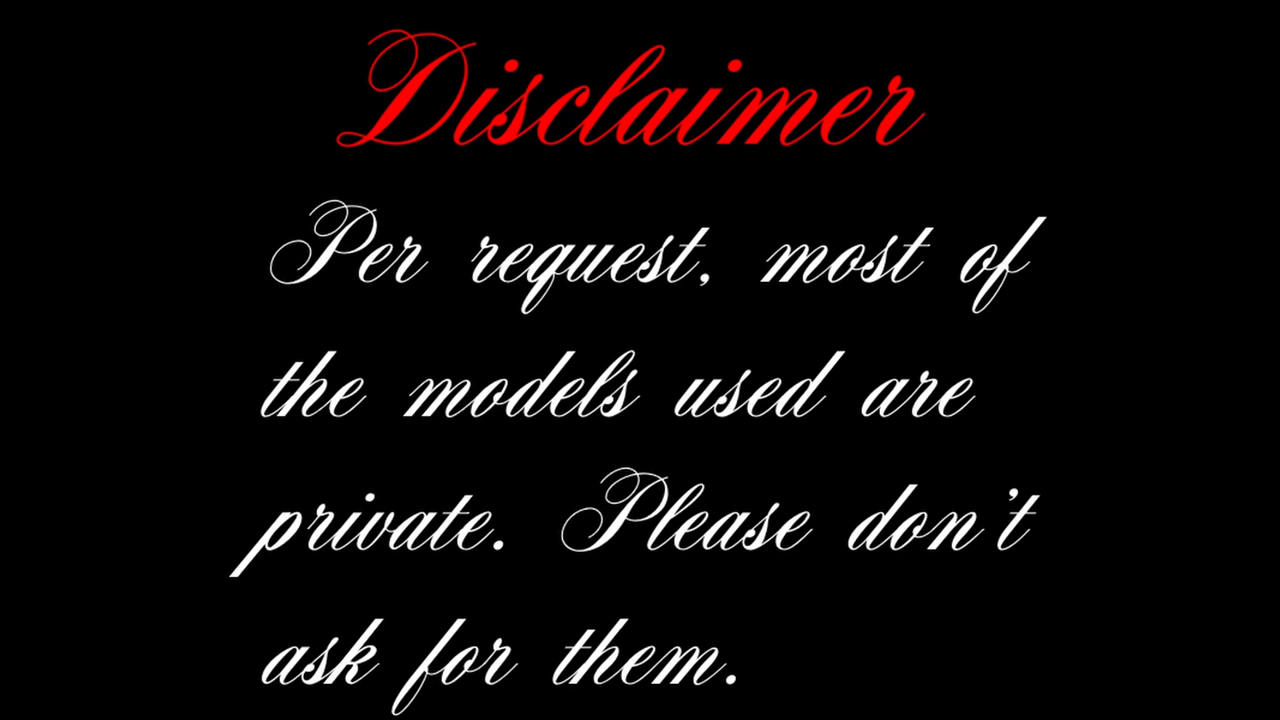 Disclaimer
Per request, most of
the models used are
private. Please don't
ask for them.